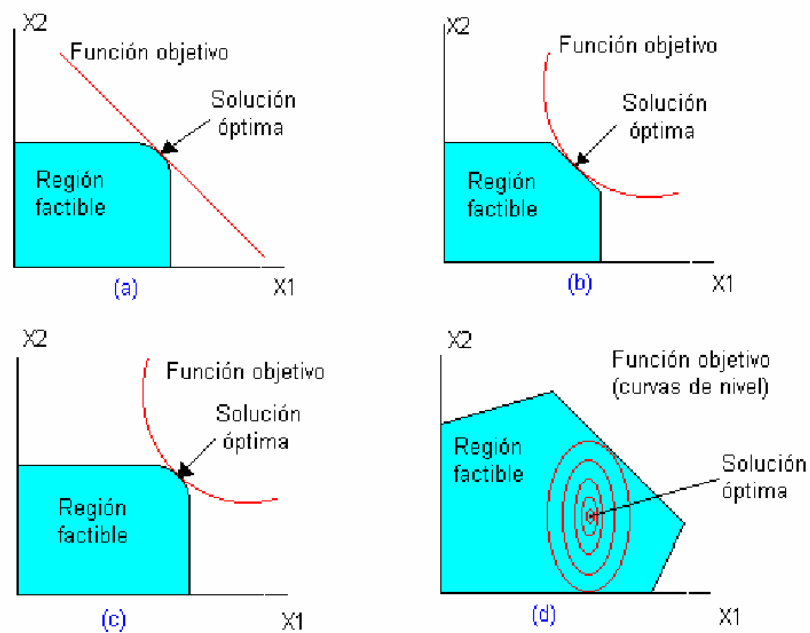 X2
Función objetivo
Solución
óptima
Región
factible
(a)
X1
X2
Función objetivo
Solución
óptima
Región
factible
(b)
X1
X2
Función objetivo
Solución
óptima
Región
factible
(c)
X1
X2
Función objetivo
(curvas de nivel)
Región
factible
Solución
óptima
(d)
X1